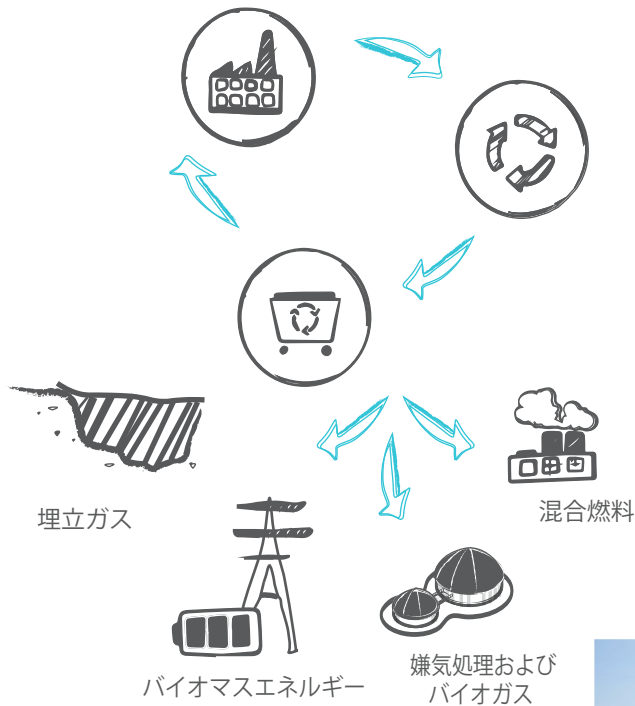 埋立ガス
混合燃料
バイオマスエネルギー
嫌気処理および
バイオガス